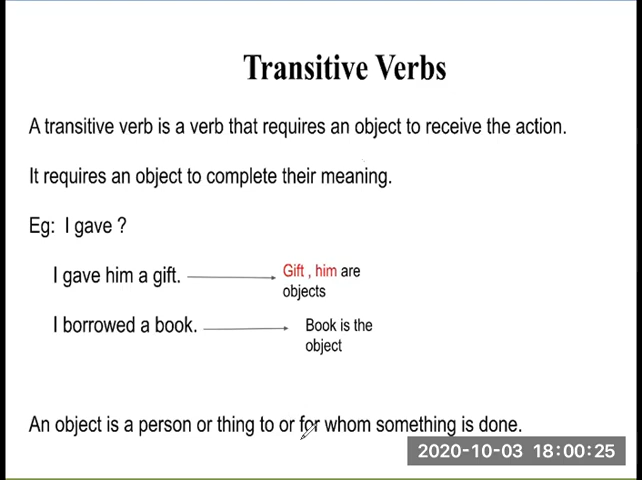 Transitive Verbs
A transitive verb is a verb that requires an object to receive the action.
It requires an object to complete their meaning.
Eg: I gave ?
I gave him a gift.
Gift , him are
objects
I borrowed a book.
Book is the
object
An object is a person or thing to or for whom something is done.
2020-10-03 18:00:25